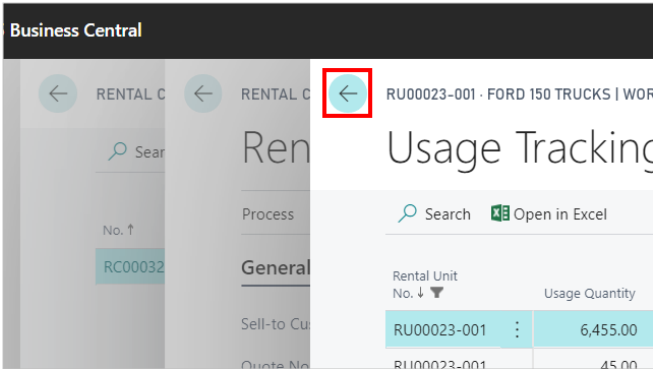 Business Central
RENTAL C
Sear
No. ↑
RC00032
RENTAL C
Ren
Process
General
Sell-to Cu
Quote No
RU00023-001 · FORD 150 TRUCKS | WOR
Usage Tracking
Search Open in Excel
Rental Unit
No. ↓ Usage Quantity
RU00023-001 6,455.00
RU00023-001 45.00